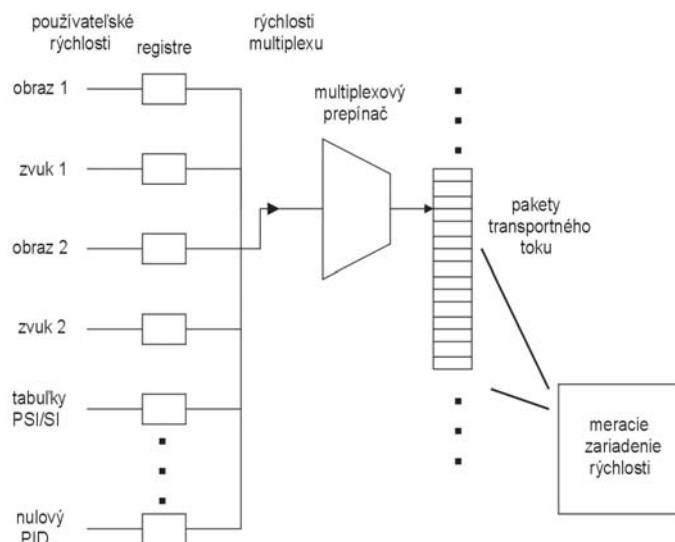 používateľské
rýchlosti
registre
rýchlosti
multiplexu
obraz 1
zvuk 1
obraz 2
zvuk 2
tabuľky
PSI/SI
nulový
PID
multiplexový
prepínač
pakety
transportného
toku
meracie
zariadenie
rýchlosti